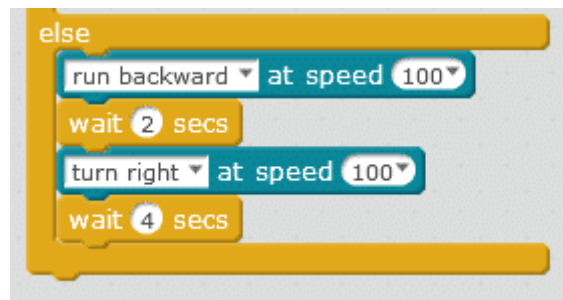 else
run backward at speed 100
wait 2 secs
turn right at speed 100
wait 4 secs